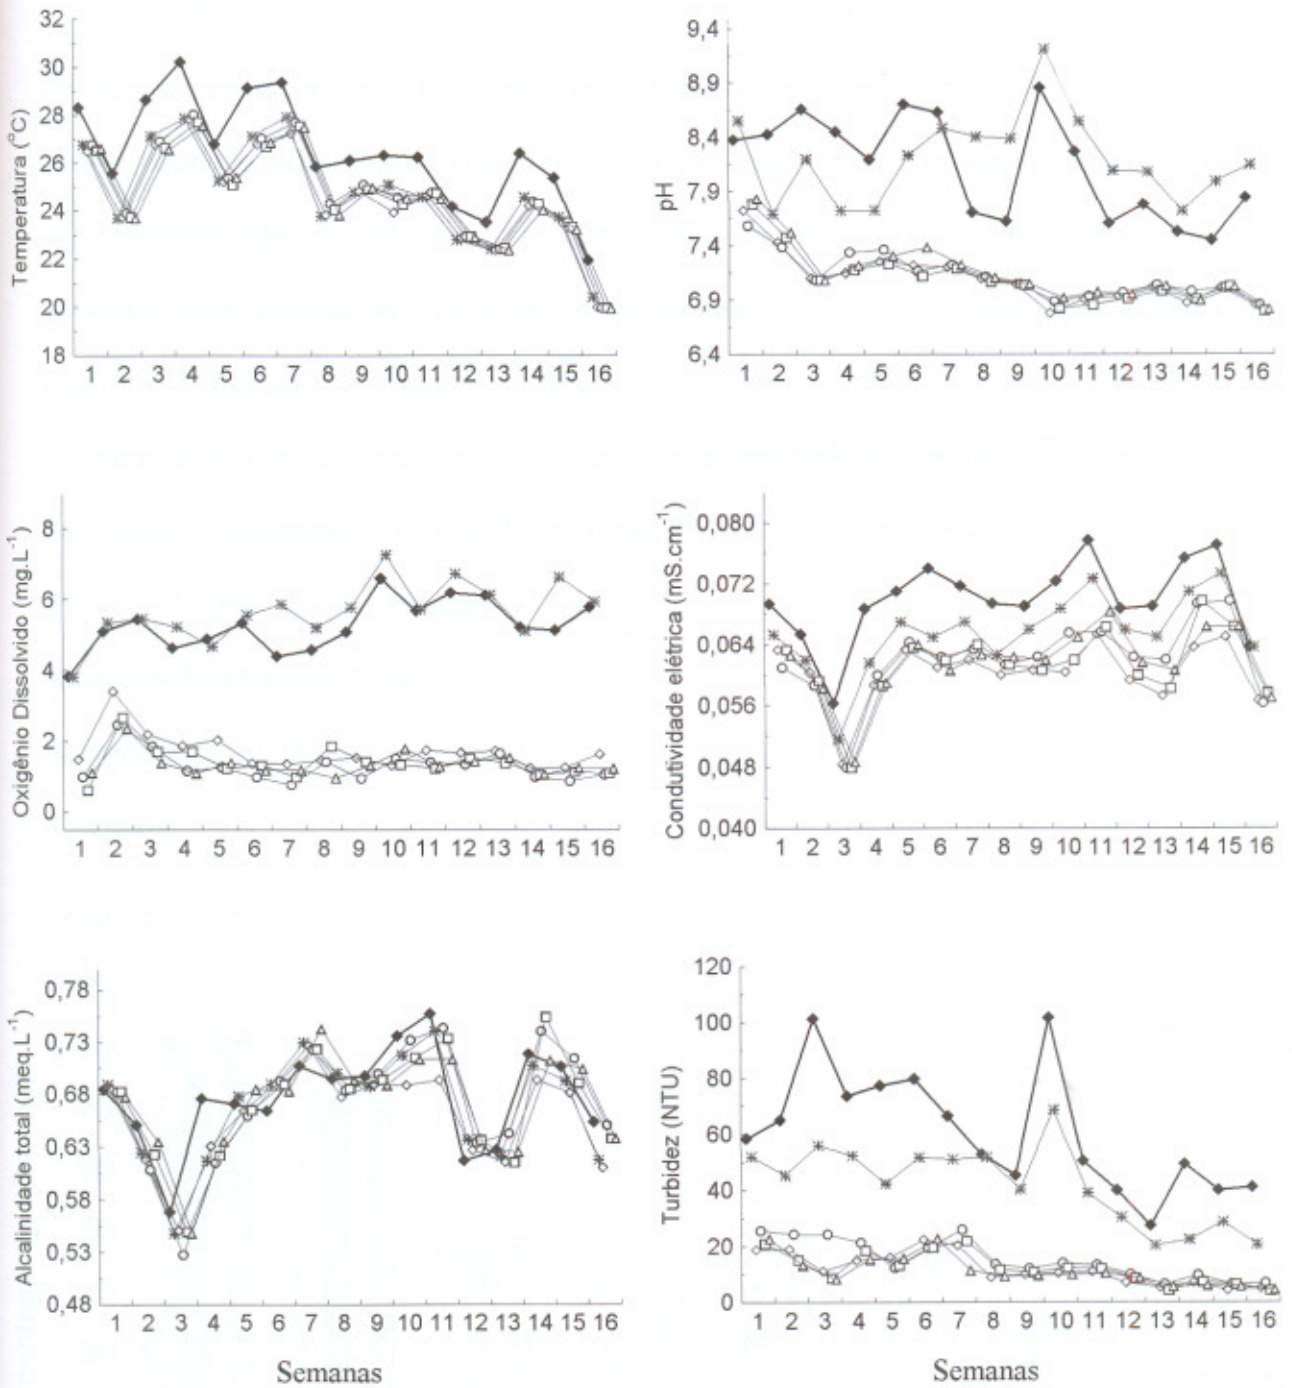 32
30
28
26
24
22
20
18
Temperatura (°C)
1 2 3 4 5 6 7 8 9 10 11 12 13 14 15 16
9,4
8,9
8,4
7,9
7,4
6,9
6,4
pH
1 2 3 4 5 6 7 8 9 10 11 12 13 14 15 16
8
6
4
2
0
Oxigênio Dissolvido (mg.L⁻¹)
1 2 3 4 5 6 7 8 9 10 11 12 13 14 15 16
0,080
0,072
0,064
0,056
0,048
0,040
Condutividade elétrica (mS.cm⁻¹)
1 2 3 4 5 6 7 8 9 10 11 12 13 14 15 16
0,78
0,73
0,68
0,63
0,58
0,53
0,48
Alcalinidade total (meq.L⁻¹)
1 2 3 4 5 6 7 8 9 10 11 12 13 14 15 16
Semanas
120
100
80
60
40
20
0
Turbidez (NTU)
1 2 3 4 5 6 7 8 9 10 11 12 13 14 15 16
Semanas